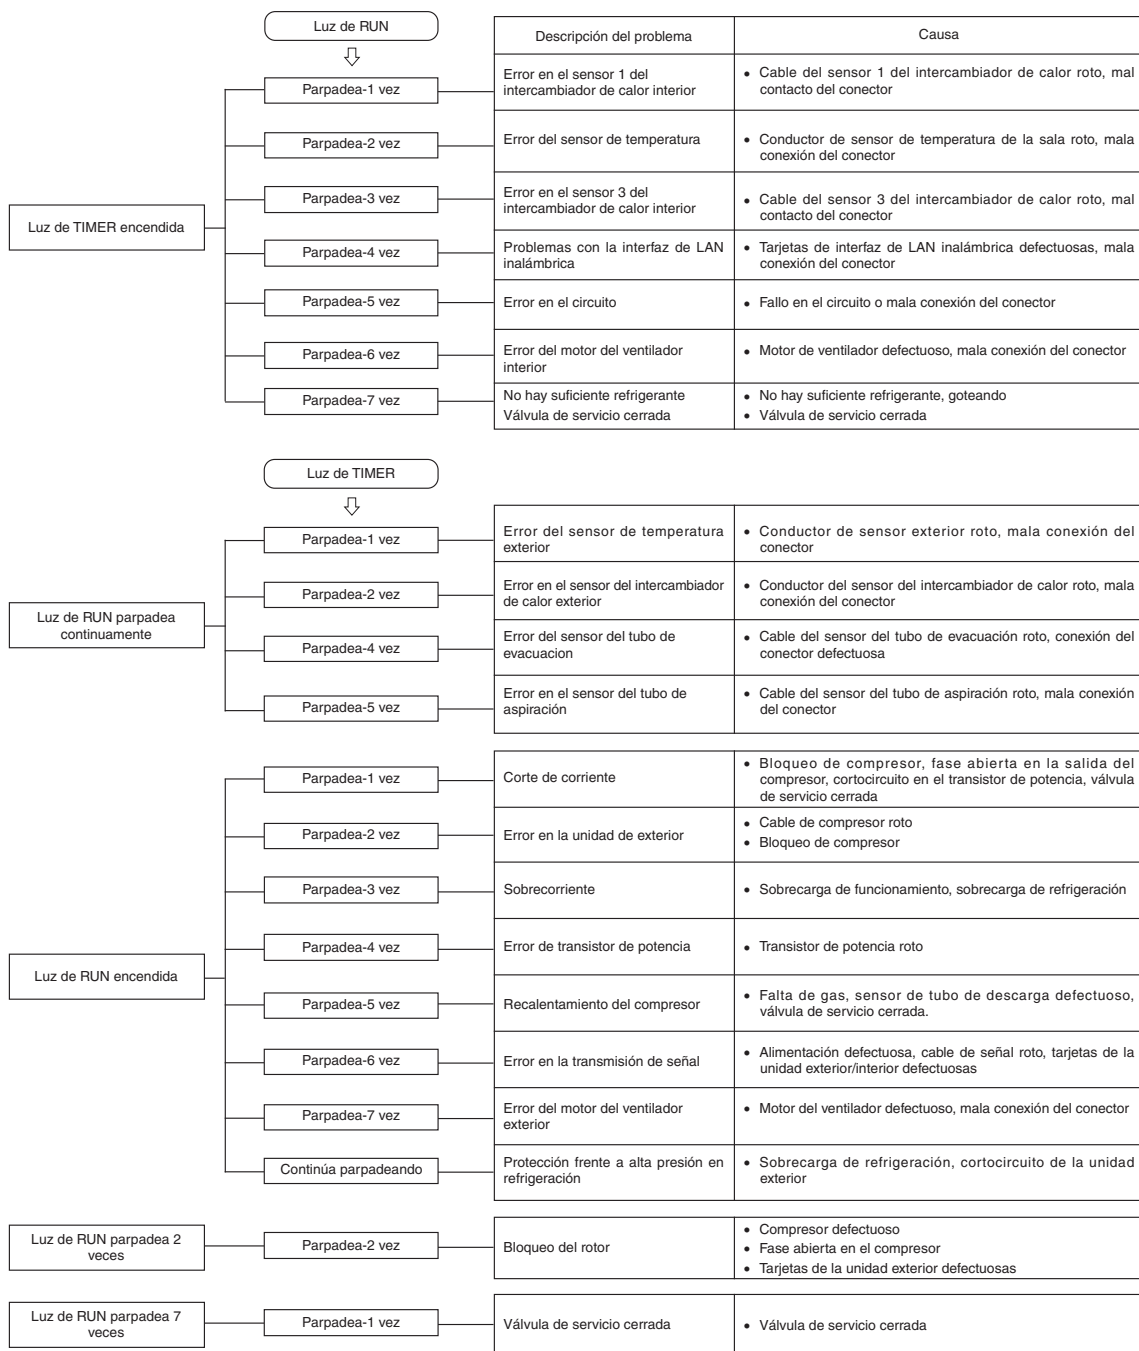 Luz de RUN
Descripción del problema
Causa
Luz de TIMER encendida
Parpadea-1 vez
Error en el sensor 1 del
intercambiador de calor interior
• Cable del sensor 1 del intercambiador de calor roto, mal
contacto del conector
Parpadea-2 vez
Error del sensor de temperatura
• Conductor de sensor de temperatura de la sala roto, mala
conexión del conector
Parpadea-3 vez
Error en el sensor 3 del
intercambiador de calor interior
• Cable del sensor 3 del intercambiador de calor roto, mal
contacto del conector
Parpadea-4 vez
Problemas con la interfaz de LAN
inalámbrica
• Tarjetas de interfaz de LAN inalámbrica defectuosas, mala
conexión del conector
Parpadea-5 vez
Error en el circuito
• Fallo en el circuito o mala conexión del conector
Parpadea-6 vez
Error del motor del ventilador
interior
• Motor de ventilador defectuoso, mala conexión del conector
Parpadea-7 vez
No hay suficiente refrigerante
Válvula de servicio cerrada
• No hay suficiente refrigerante, goteando
• Válvula de servicio cerrada
Luz de TIMER
Luz de RUN parpadea
continuamente
Parpadea-1 vez
Error del sensor de temperatura
exterior
• Conductor de sensor exterior roto, mala conexión del
conector
Parpadea-2 vez
Error en el sensor del intercambiador
de calor exterior
• Conductor del sensor del intercambiador de calor roto, mala
conexión del conector
Parpadea-4 vez
Error del sensor del tubo de
evacuacion
• Cable del sensor del tubo de evacuación roto, conexión del
conector defectuosa
Parpadea-5 vez
Error en el sensor del tubo de
aspiración
• Cable del sensor del tubo de aspiración roto, mala conexión
del conector
Luz de RUN encendida
Parpadea-1 vez
Corte de corriente
• Bloqueo de compresor, fase abierta en la salida del
compresor, cortocircuito en el transistor de potencia, válvula
de servicio cerrada
Parpadea-2 vez
Error en la unidad de exterior
• Cable de compresor roto
• Bloqueo de compresor
Parpadea-3 vez
Sobrecorriente
• Sobrecarga de funcionamiento, sobrecarga de refrigeración
Parpadea-4 vez
Error de transistor de potencia
• Transistor de potencia roto
Parpadea-5 vez
Recalentamiento del compresor
• Falta de gas, sensor de tubo de descarga defectuoso,
válvula de servicio cerrada.
Parpadea-6 vez
Error en la transmisión de señal
• Alimentación defectuosa, cable de señal roto, tarjetas de la
unidad exterior/interior defectuosas
Parpadea-7 vez
Error del motor del ventilador
exterior
• Motor del ventilador defectuoso, mala conexión del conector
Continúa parpadeando
Protección frente a alta presión en
refrigeración
• Sobrecarga de refrigeración, cortocircuito de la unidad
exterior
Luz de RUN parpadea 2
veces
Parpadea-2 vez
Bloqueo del rotor
• Compresor defectuoso
• Fase abierta en el compresor
• Tarjetas de la unidad exterior defectuosas
Luz de RUN parpadea 7
veces
Parpadea-1 vez
Válvula de servicio cerrada
• Válvula de servicio cerrada